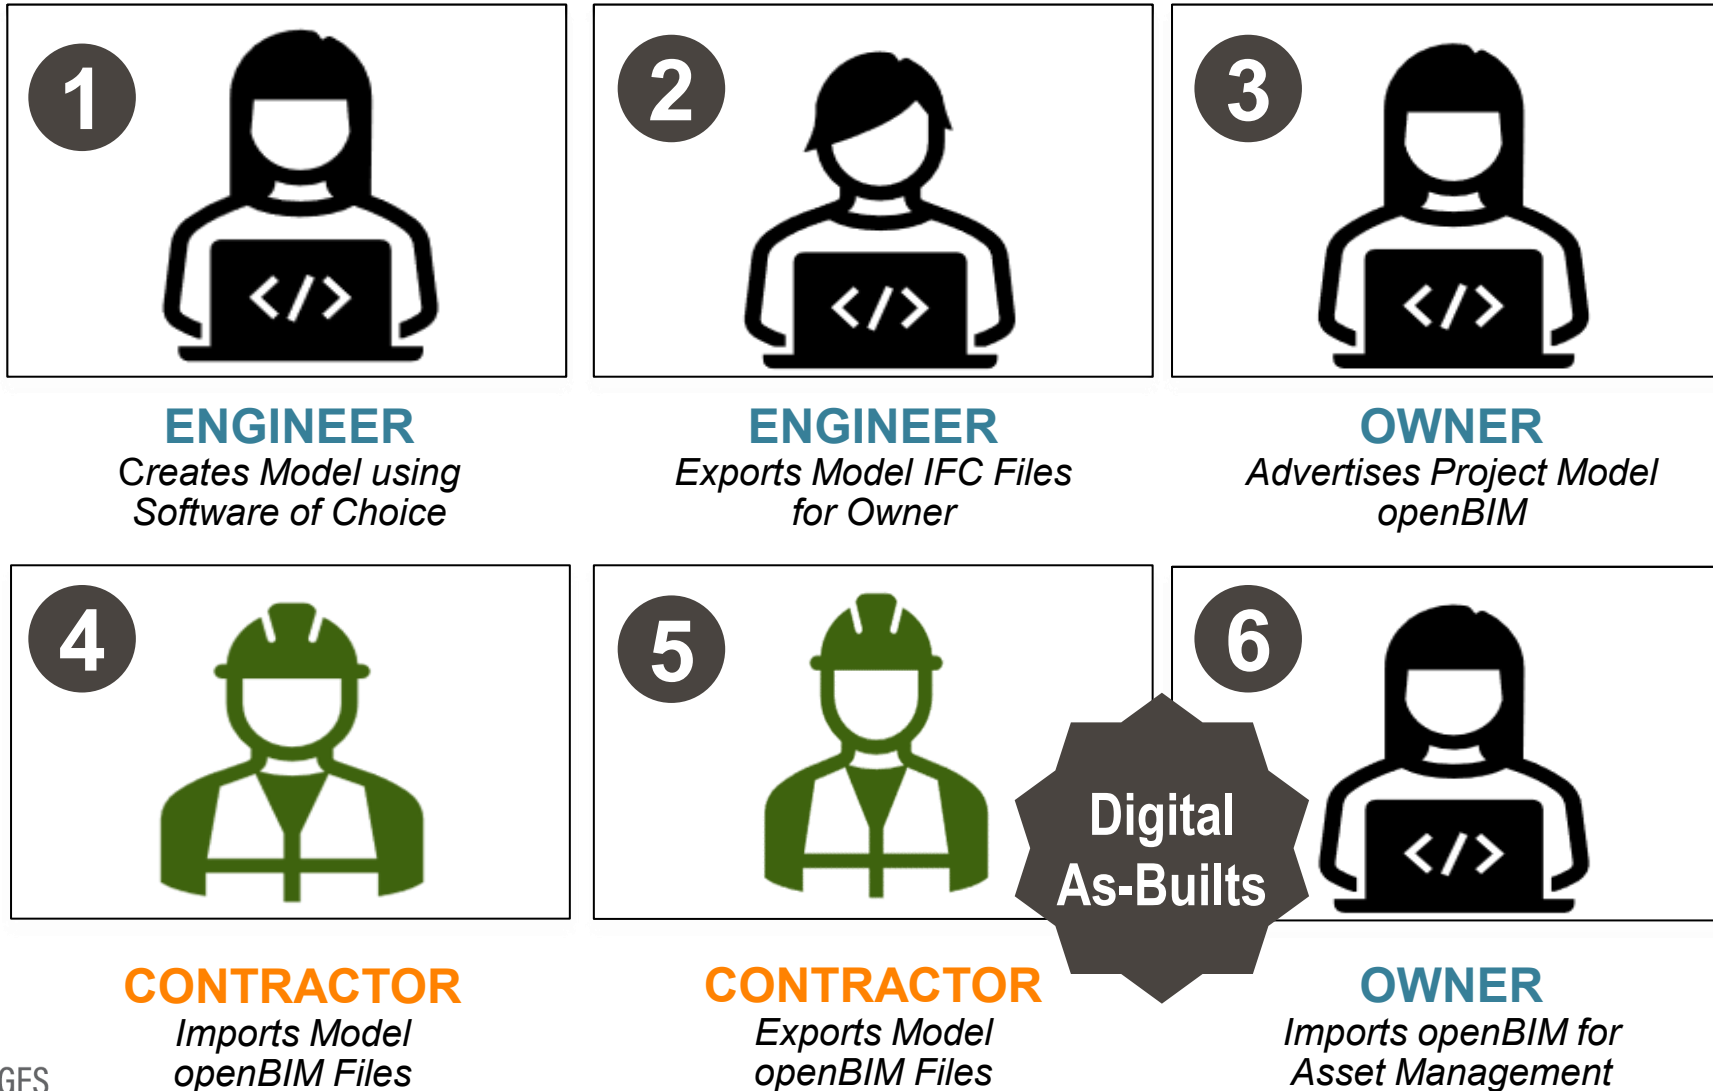 1
</>
ENGINEER
Creates Model using
Software of Choice
2
</>
ENGINEER
Exports Model IFC Files
for Owner
3
</>
OWNER
Advertises Project Model
openBIM
4
CONTRACTOR
Imports Model
openBIM Files
5
CONTRACTOR
Exports Model
openBIM Files
Digital
As-Builts
6
</>
OWNER
Imports openBIM for
Asset Management